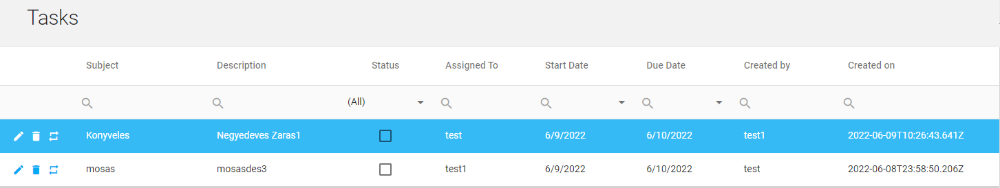 Tasks
Subject Description Status Assigned To Start Date Due Date Created by Created on
(All)
Konyveles Negyedeves Zaras1 test 6/9/2022 6/10/2022 test1 2022-06-09T10:26:43.641Z
mosas mosasdes3 test1 6/9/2022 6/10/2022 test 2022-06-08T23:58:50.206Z